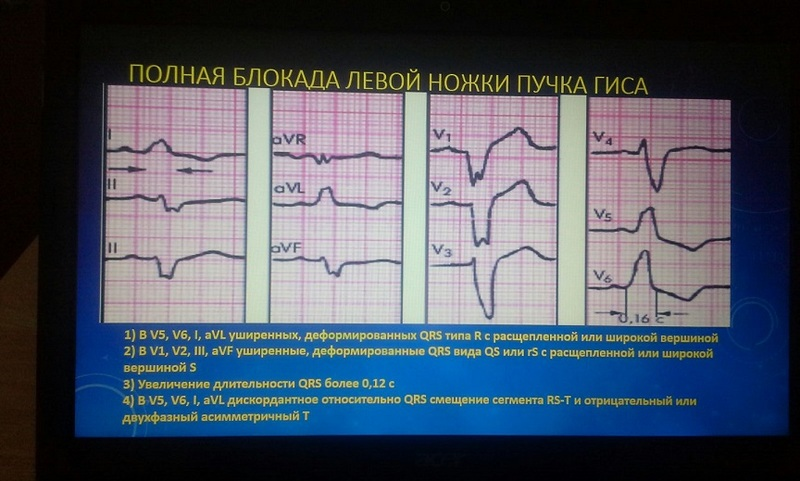 ПОЛНАЯ БЛОКАДА ЛЕВОЙ НОЖКИ ПУЧКА ГИСА
I
II
II
aVR
aVL
aVF
V1
V2
V3
V4
V5
V6
0,16 с
1) В V5, V6, I, aVL уширенных, деформированных QRS типа R с расщепленной или широкой вершиной
2) В V1, V2, III, aVF уширенные, деформированные QRS вида QS или rS с расщепленной или широкой
вершиной S
3) Увеличение длительности QRS более 0,12 с
4) В V5, V6, I, aVL дискордантное относительно QRS смещение сегмента RS-T и отрицательный или
двухфазный асимметричный Т
acer